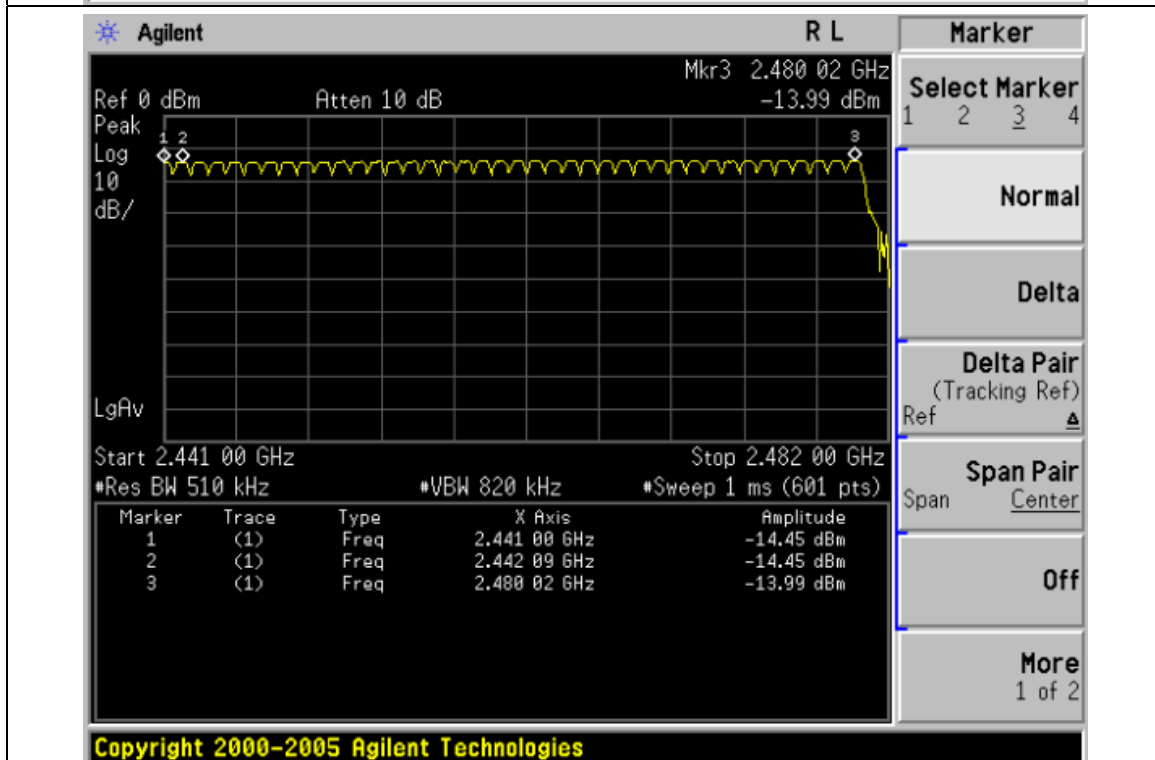 Agilent R L Marker
Mkr3 2.480 02 GHz
Ref 0 dBm Atten 10 dB -13.99 dBm
Peak
Log
10
dB/
1 2 3
LgAv
Start 2.441 00 GHz Stop 2.482 00 GHz
#Res BW 510 kHz #VBW 820 kHz #Sweep 1 ms (601 pts)
Marker Trace Type X Axis Amplitude
1 (1) Freq 2.441 00 GHz -14.45 dBm
2 (1) Freq 2.442 09 GHz -14.45 dBm
3 (1) Freq 2.480 02 GHz -13.99 dBm
Select Marker
1 2 3 4
Normal
Delta
Delta Pair
(Tracking Ref)
Ref Δ
Span Pair
Span Center
Off
More
1 of 2
Copyright 2000-2005 Agilent Technologies